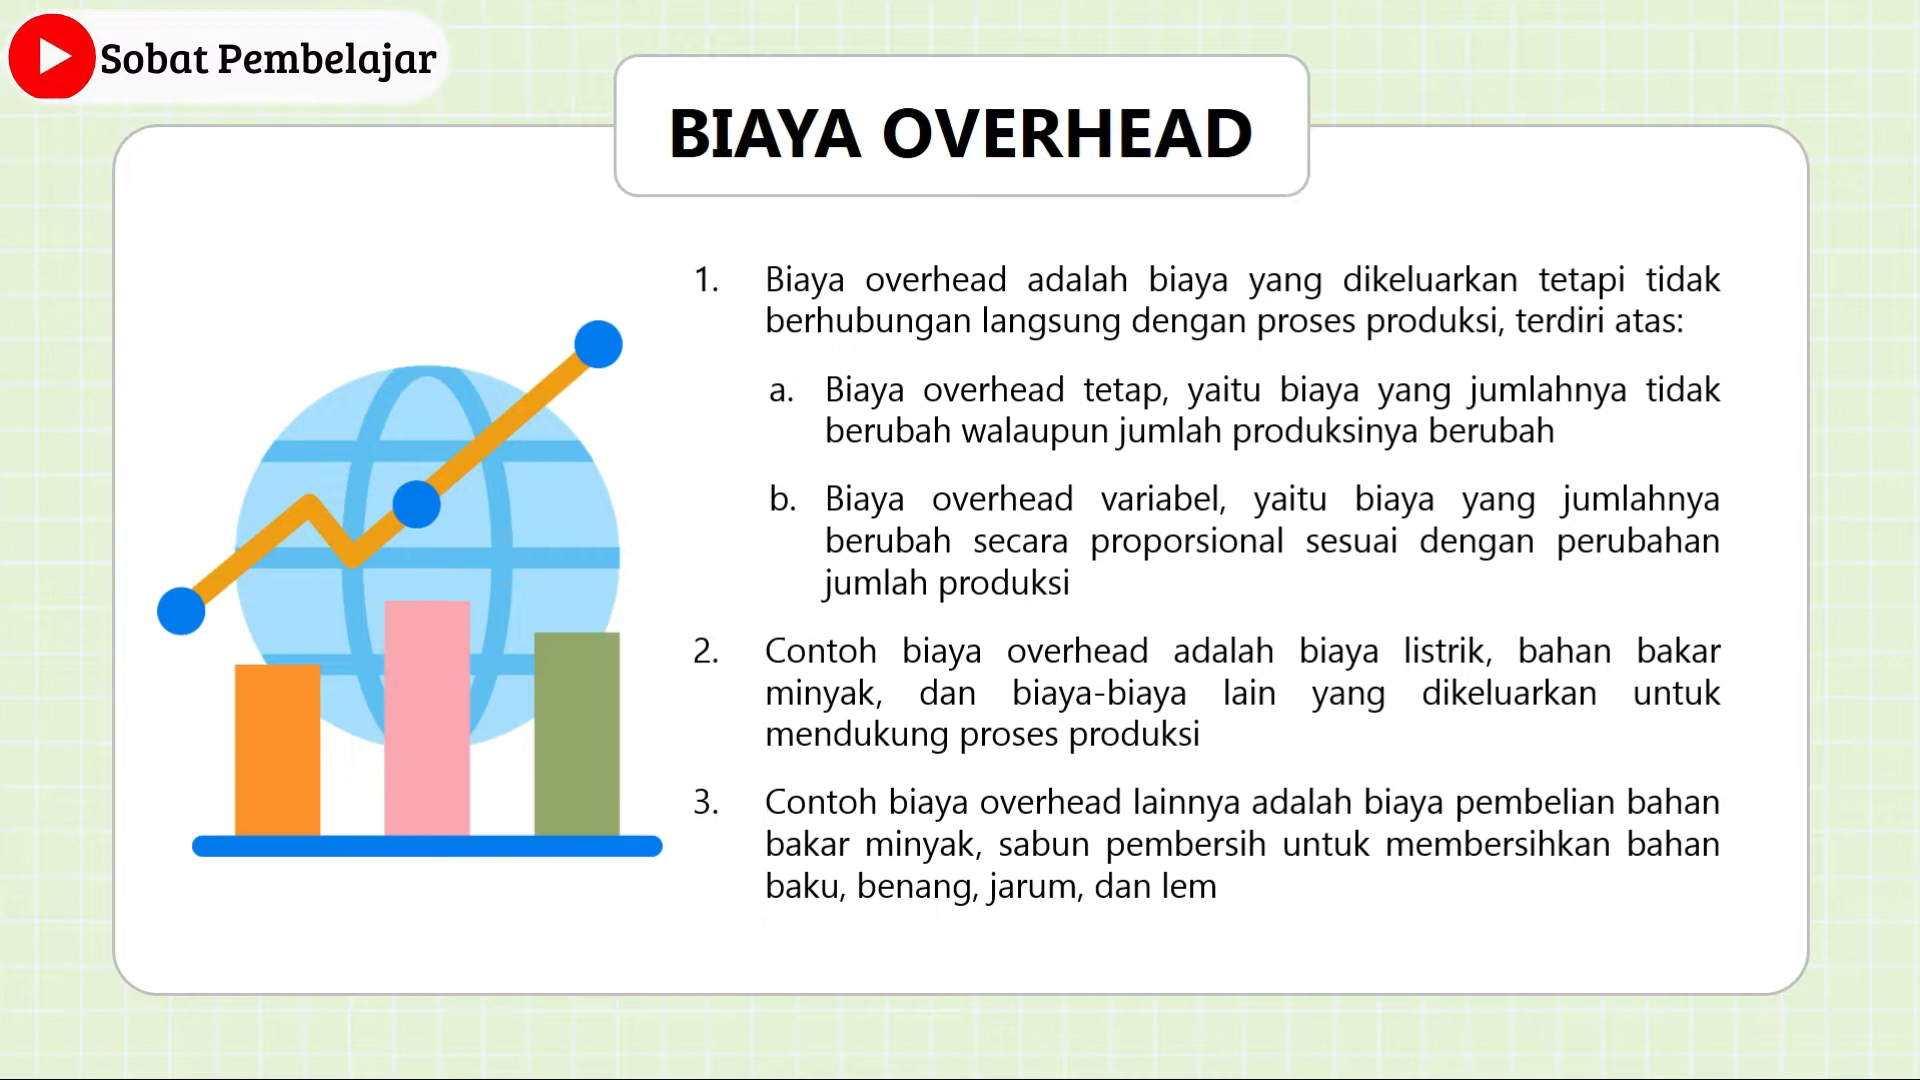 Sobat Pembelajar
BIAYA OVERHEAD
1. Biaya overhead adalah biaya yang dikeluarkan tetapi tidak
berhubungan langsung dengan proses produksi, terdiri atas:
a. Biaya overhead tetap, yaitu biaya yang jumlahnya tidak
berubah walaupun jumlah produksinya berubah
b. Biaya overhead variabel, yaitu biaya yang jumlahnya
berubah secara proporsional sesuai dengan perubahan
jumlah produksi
2. Contoh biaya overhead adalah biaya listrik, bahan bakar
minyak, dan biaya-biaya lain yang dikeluarkan untuk
mendukung proses produksi
3. Contoh biaya overhead lainnya adalah biaya pembelian bahan
bakar minyak, sabun pembersih untuk membersihkan bahan
baku, benang, jarum, dan lem